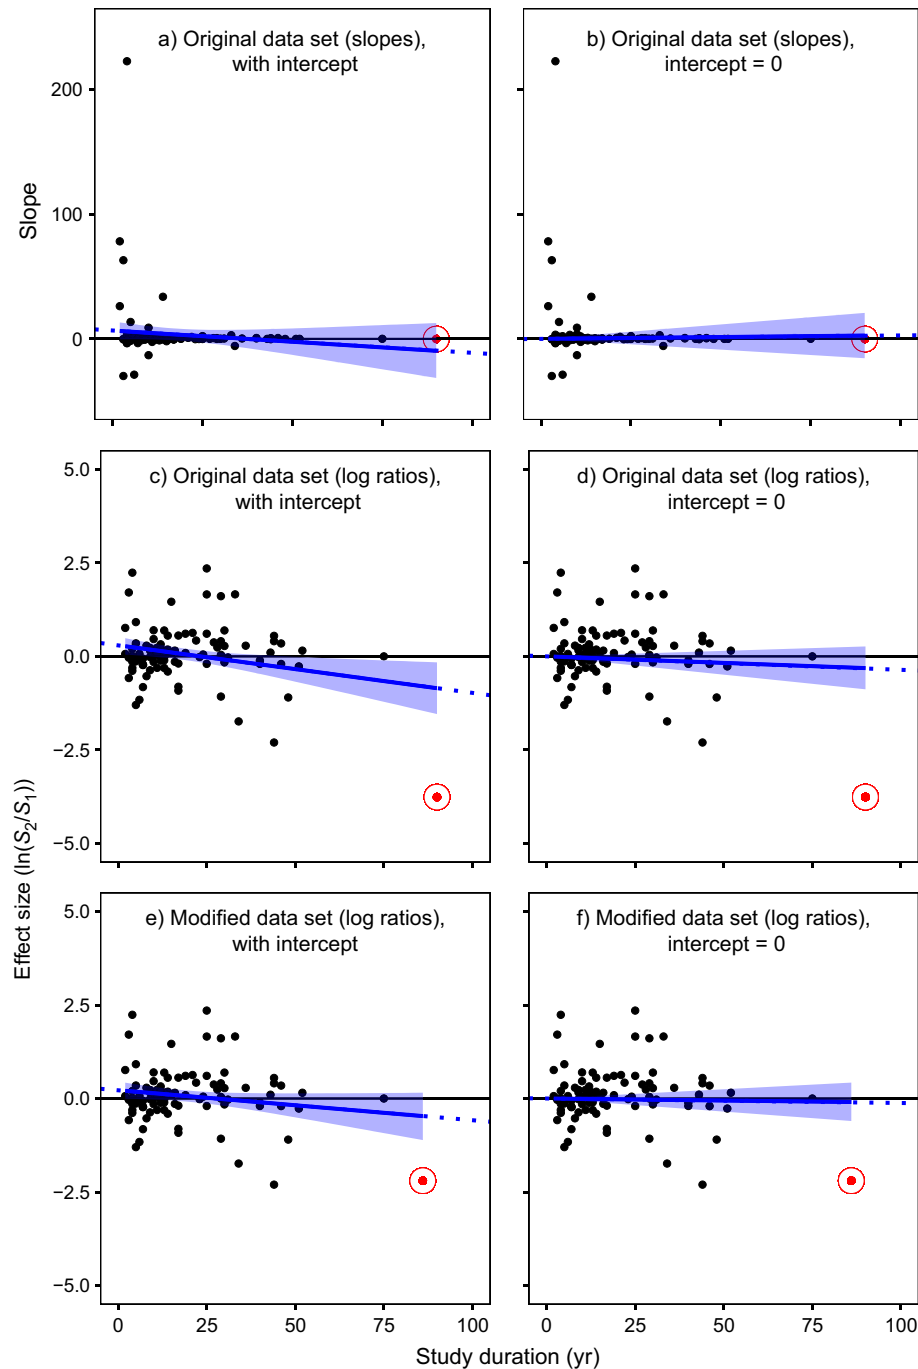 a) Original data set (slopes),
with intercept
b) Original data set (slopes),
intercept = 0
200
100
0
Slope
c) Original data set (log ratios),
with intercept
d) Original data set (log ratios),
intercept = 0
5.0
2.5
0.0
−2.5
−5.0
Effect size (ln(S₂/S₁))
e) Modified data set (log ratios),
with intercept
f) Modified data set (log ratios),
intercept = 0
5.0
2.5
0.0
−2.5
−5.0
0 25 50 75 100
0 25 50 75 100
Study duration (yr)